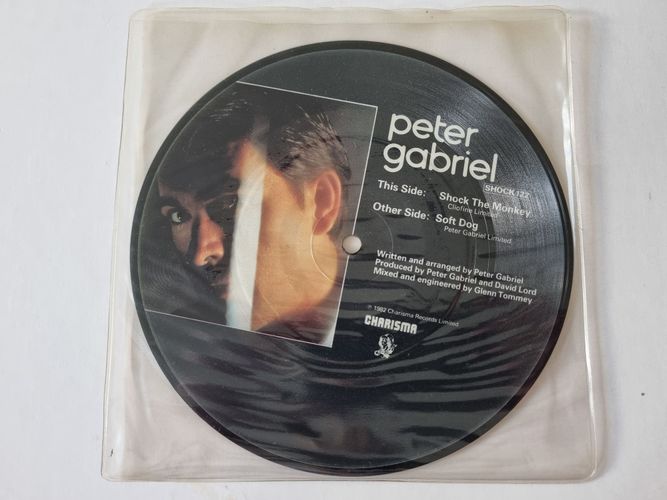 peter
gabriel
SHOCK 122
This Side: Shock The Monkey
Cliofine Limited
Other Side: Soft Dog
Peter Gabriel Limited
Written and arranged by Peter Gabriel
Produced by Peter Gabriel and David Lord
Mixed and engineered by Glenn Tommey
℗ 1982 Charisma Records Limited
CHARISMA